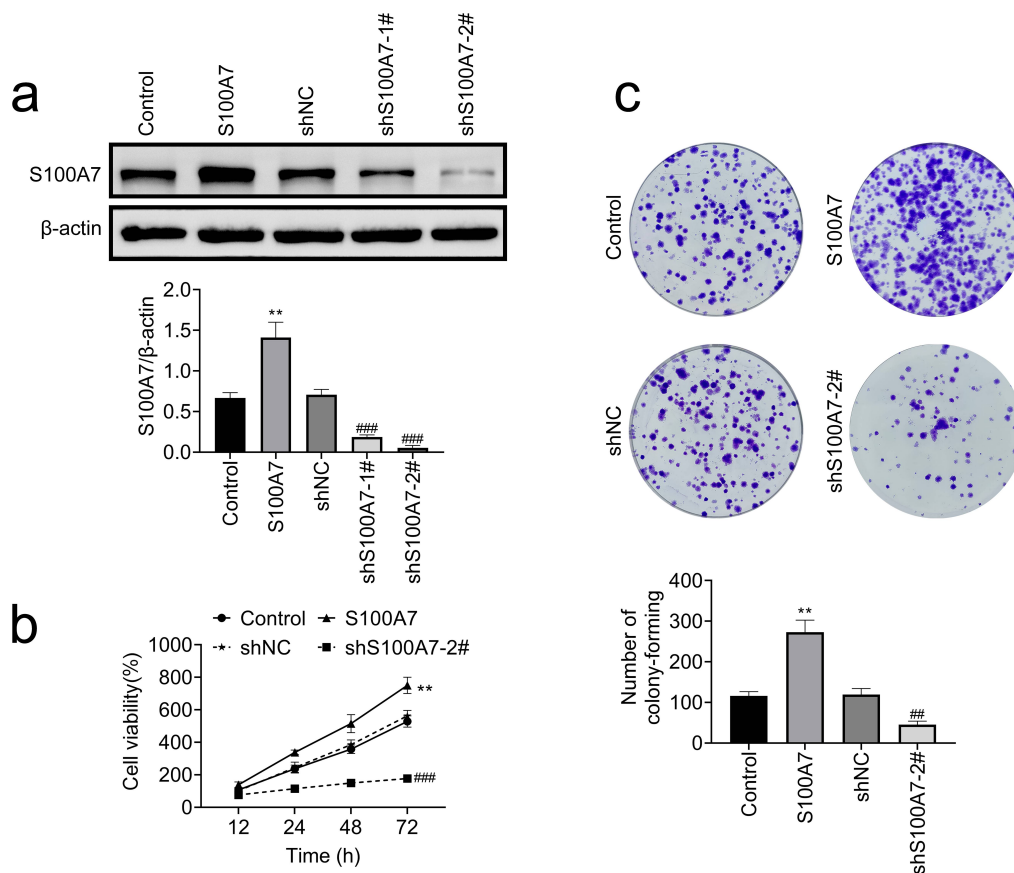 a
Control
S100A7
shNC
shS100A7-1#
shS100A7-2#
S100A7
β-actin
S100A7/β-actin
2.0
1.5
1.0
0.5
0.0
**
###
###
Control
S100A7
shNC
shS100A7-1#
shS100A7-2#
b
Control
S100A7
shNC
shS100A7-2#
Cell viability(%)
1000
800
600
400
200
0
**
###
12
24
48
72
Time (h)
c
Control
S100A7
shNC
shS100A7-2#
Number of
colony-forming
400
300
200
100
0
**
##
Control
S100A7
shNC
shS100A7-2#